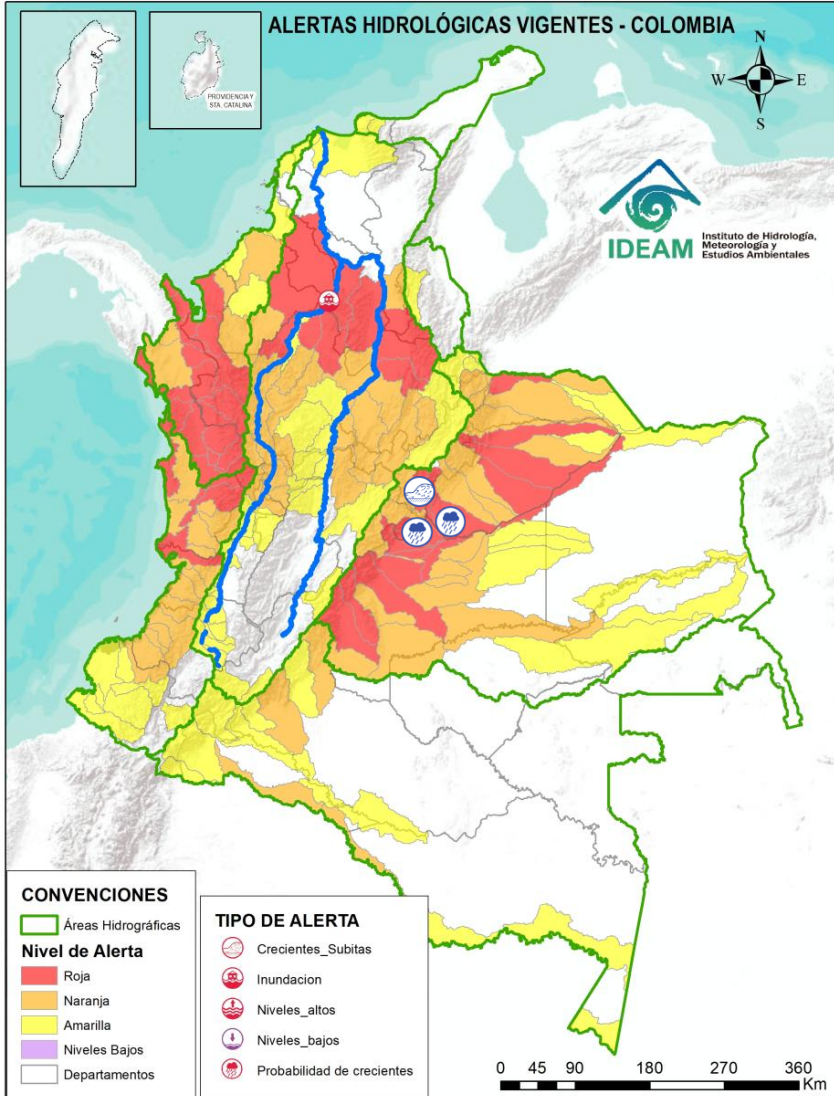 ALERTAS HIDROLÓGICAS VIGENTES - COLOMBIA
PROVIDENCIA Y
STA. CATALINA
N
W
E
S
IDEAM
Instituto de Hidrología,
Meteorología y
Estudios Ambientales
CONVENCIONES
Áreas Hidrográficas
Nivel de Alerta
Roja
Naranja
Amarilla
Niveles Bajos
Departamentos
TIPO DE ALERTA
Crecientes_Subitas
Inundacion
Niveles_altos
Niveles_bajos
Probabilidad de crecientes
0 45 90 180 270 360
Km